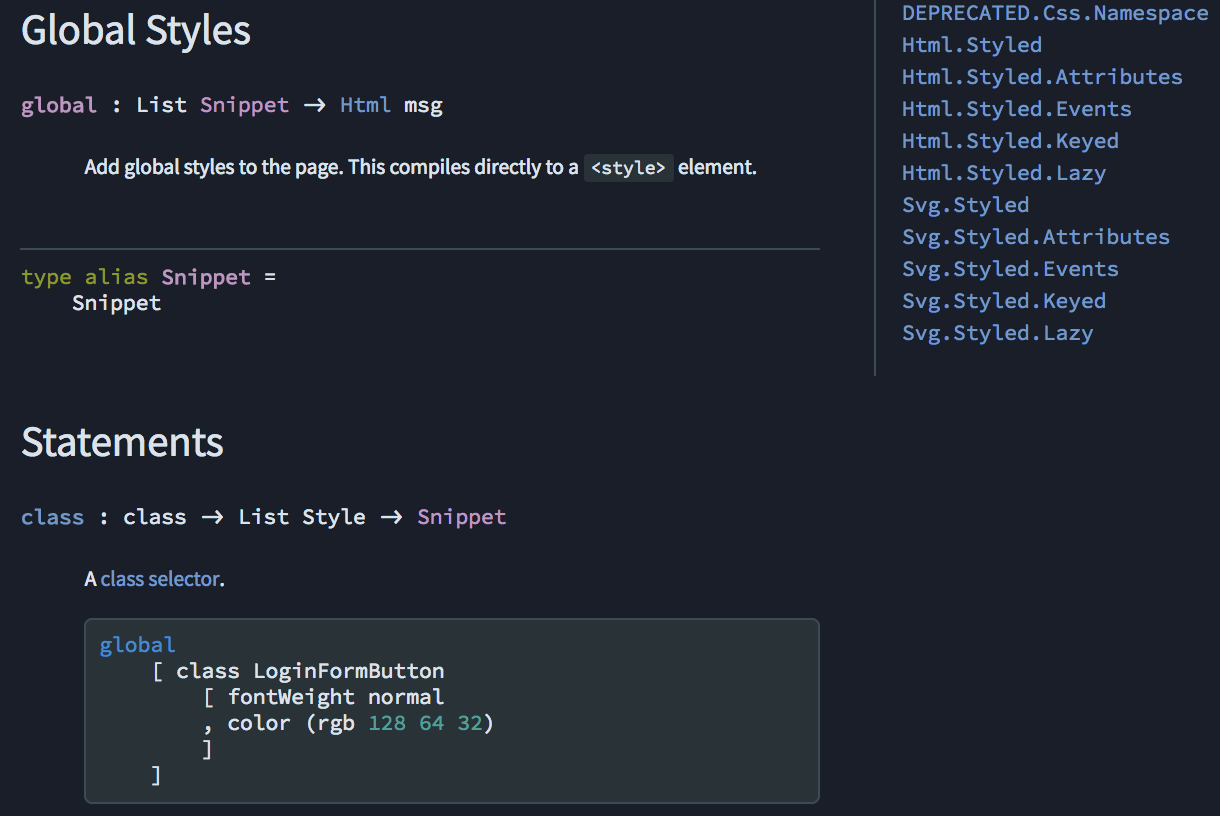 Global Styles
global : List Snippet → Html msg
Add global styles to the page. This compiles directly to a <style> element.
type alias Snippet =
    Snippet
Statements
class : class → List Style → Snippet
A class selector.
global
    [ class LoginFormButton
        [ fontWeight normal
        , color (rgb 128 64 32)
        ]
    ]
DEPRECATED.Css.Namespace
Html.Styled
Html.Styled.Attributes
Html.Styled.Events
Html.Styled.Keyed
Html.Styled.Lazy
Svg.Styled
Svg.Styled.Attributes
Svg.Styled.Events
Svg.Styled.Keyed
Svg.Styled.Lazy